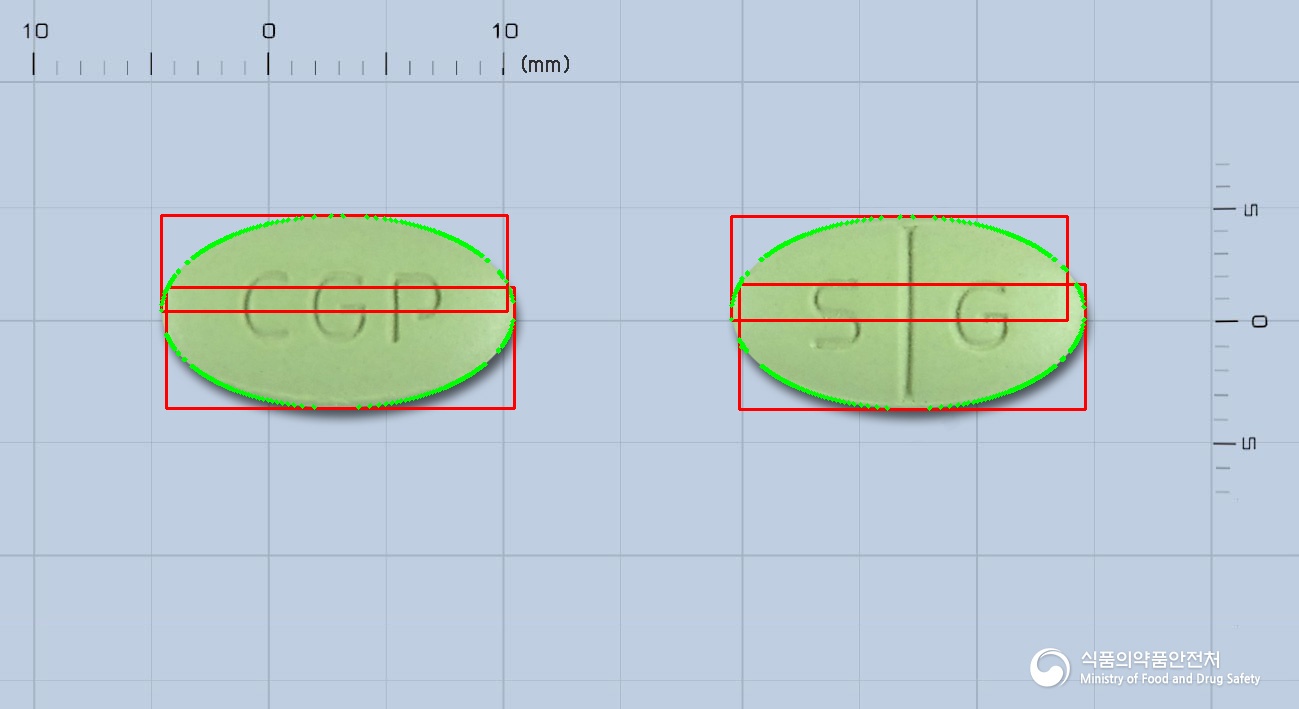 10 0 10
(mm)
CGP
S G
5
0
5
식품의약품안전처
Ministry of Food and Drug Safety